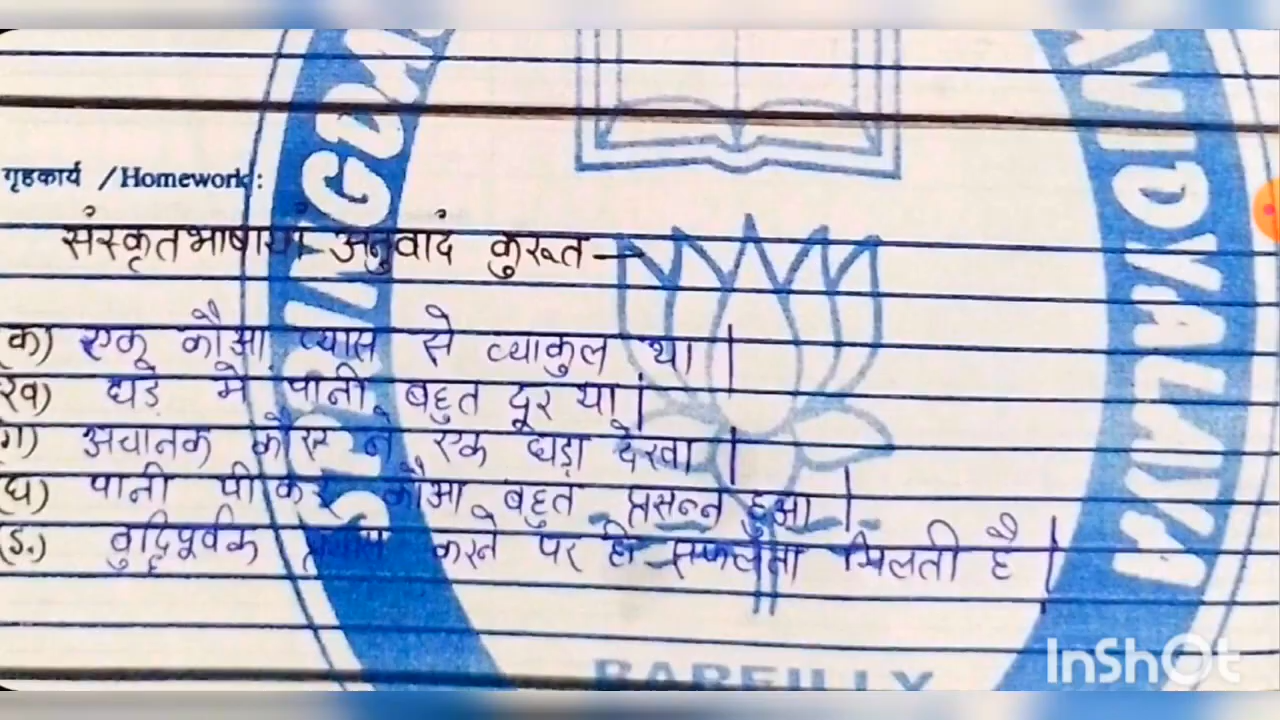 गृहकार्य / Homework :
संस्कृतभाषायां अनुवादं कुरूत -
(क) एक कौआ प्यास से व्याकुल था |
(ख) घड़े में पानी बहुत दूर था |
(ग) अचानक कौए ने एक घड़ा देखा |
(घ) पानी पीकर कौआ बहुत प्रसन्न हुआ |
(ङ.) बुद्धिपूर्वक प्रयास करने पर ही सफलता मिलती है |
VIDYALAYA
BAREILLY
InShOt